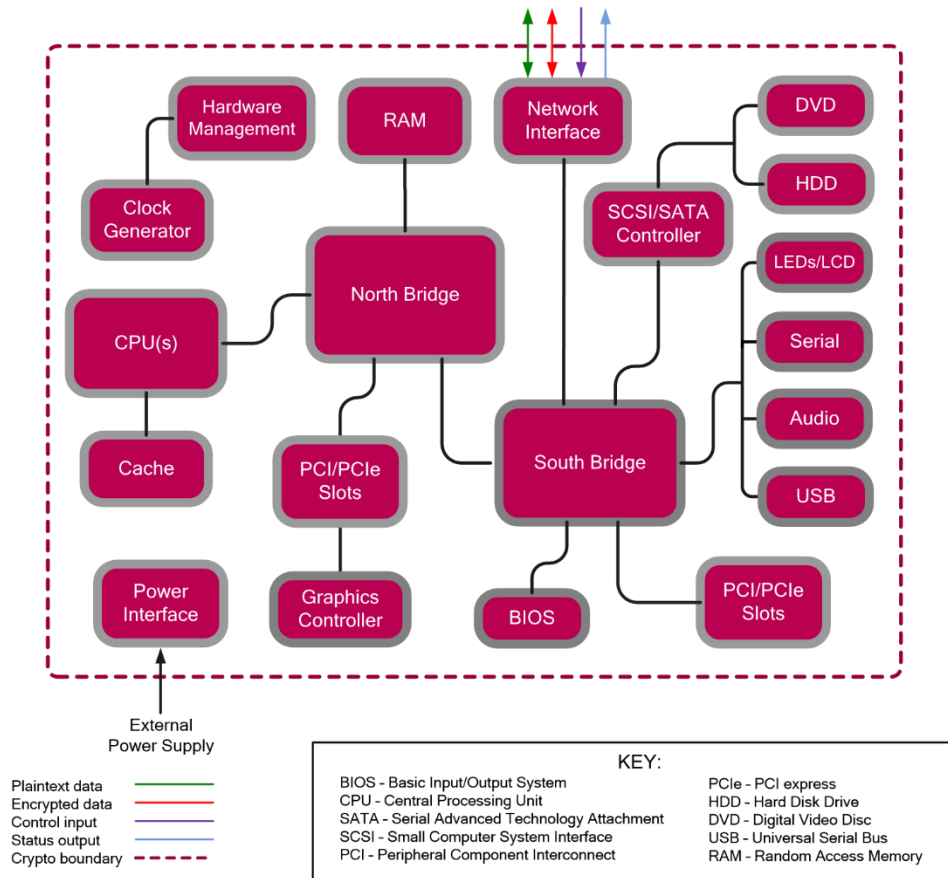 Hardware
Management
RAM
Network
Interface
DVD
HDD
Clock
Generator
SCSI/SATA
Controller
LEDs/LCD
North Bridge
CPU(s)
Serial
Audio
Cache
PCI/PCIe
Slots
South Bridge
USB
Power
Interface
Graphics
Controller
BIOS
PCI/PCIe
Slots
External
Power Supply
Plaintext data
Encrypted data
Control input
Status output
Crypto boundary
KEY:
BIOS - Basic Input/Output System
CPU - Central Processing Unit
SATA - Serial Advanced Technology Attachment
SCSI - Small Computer System Interface
PCI - Peripheral Component Interconnect
PCIe - PCI express
HDD - Hard Disk Drive
DVD - Digital Video Disc
USB - Universal Serial Bus
RAM - Random Access Memory